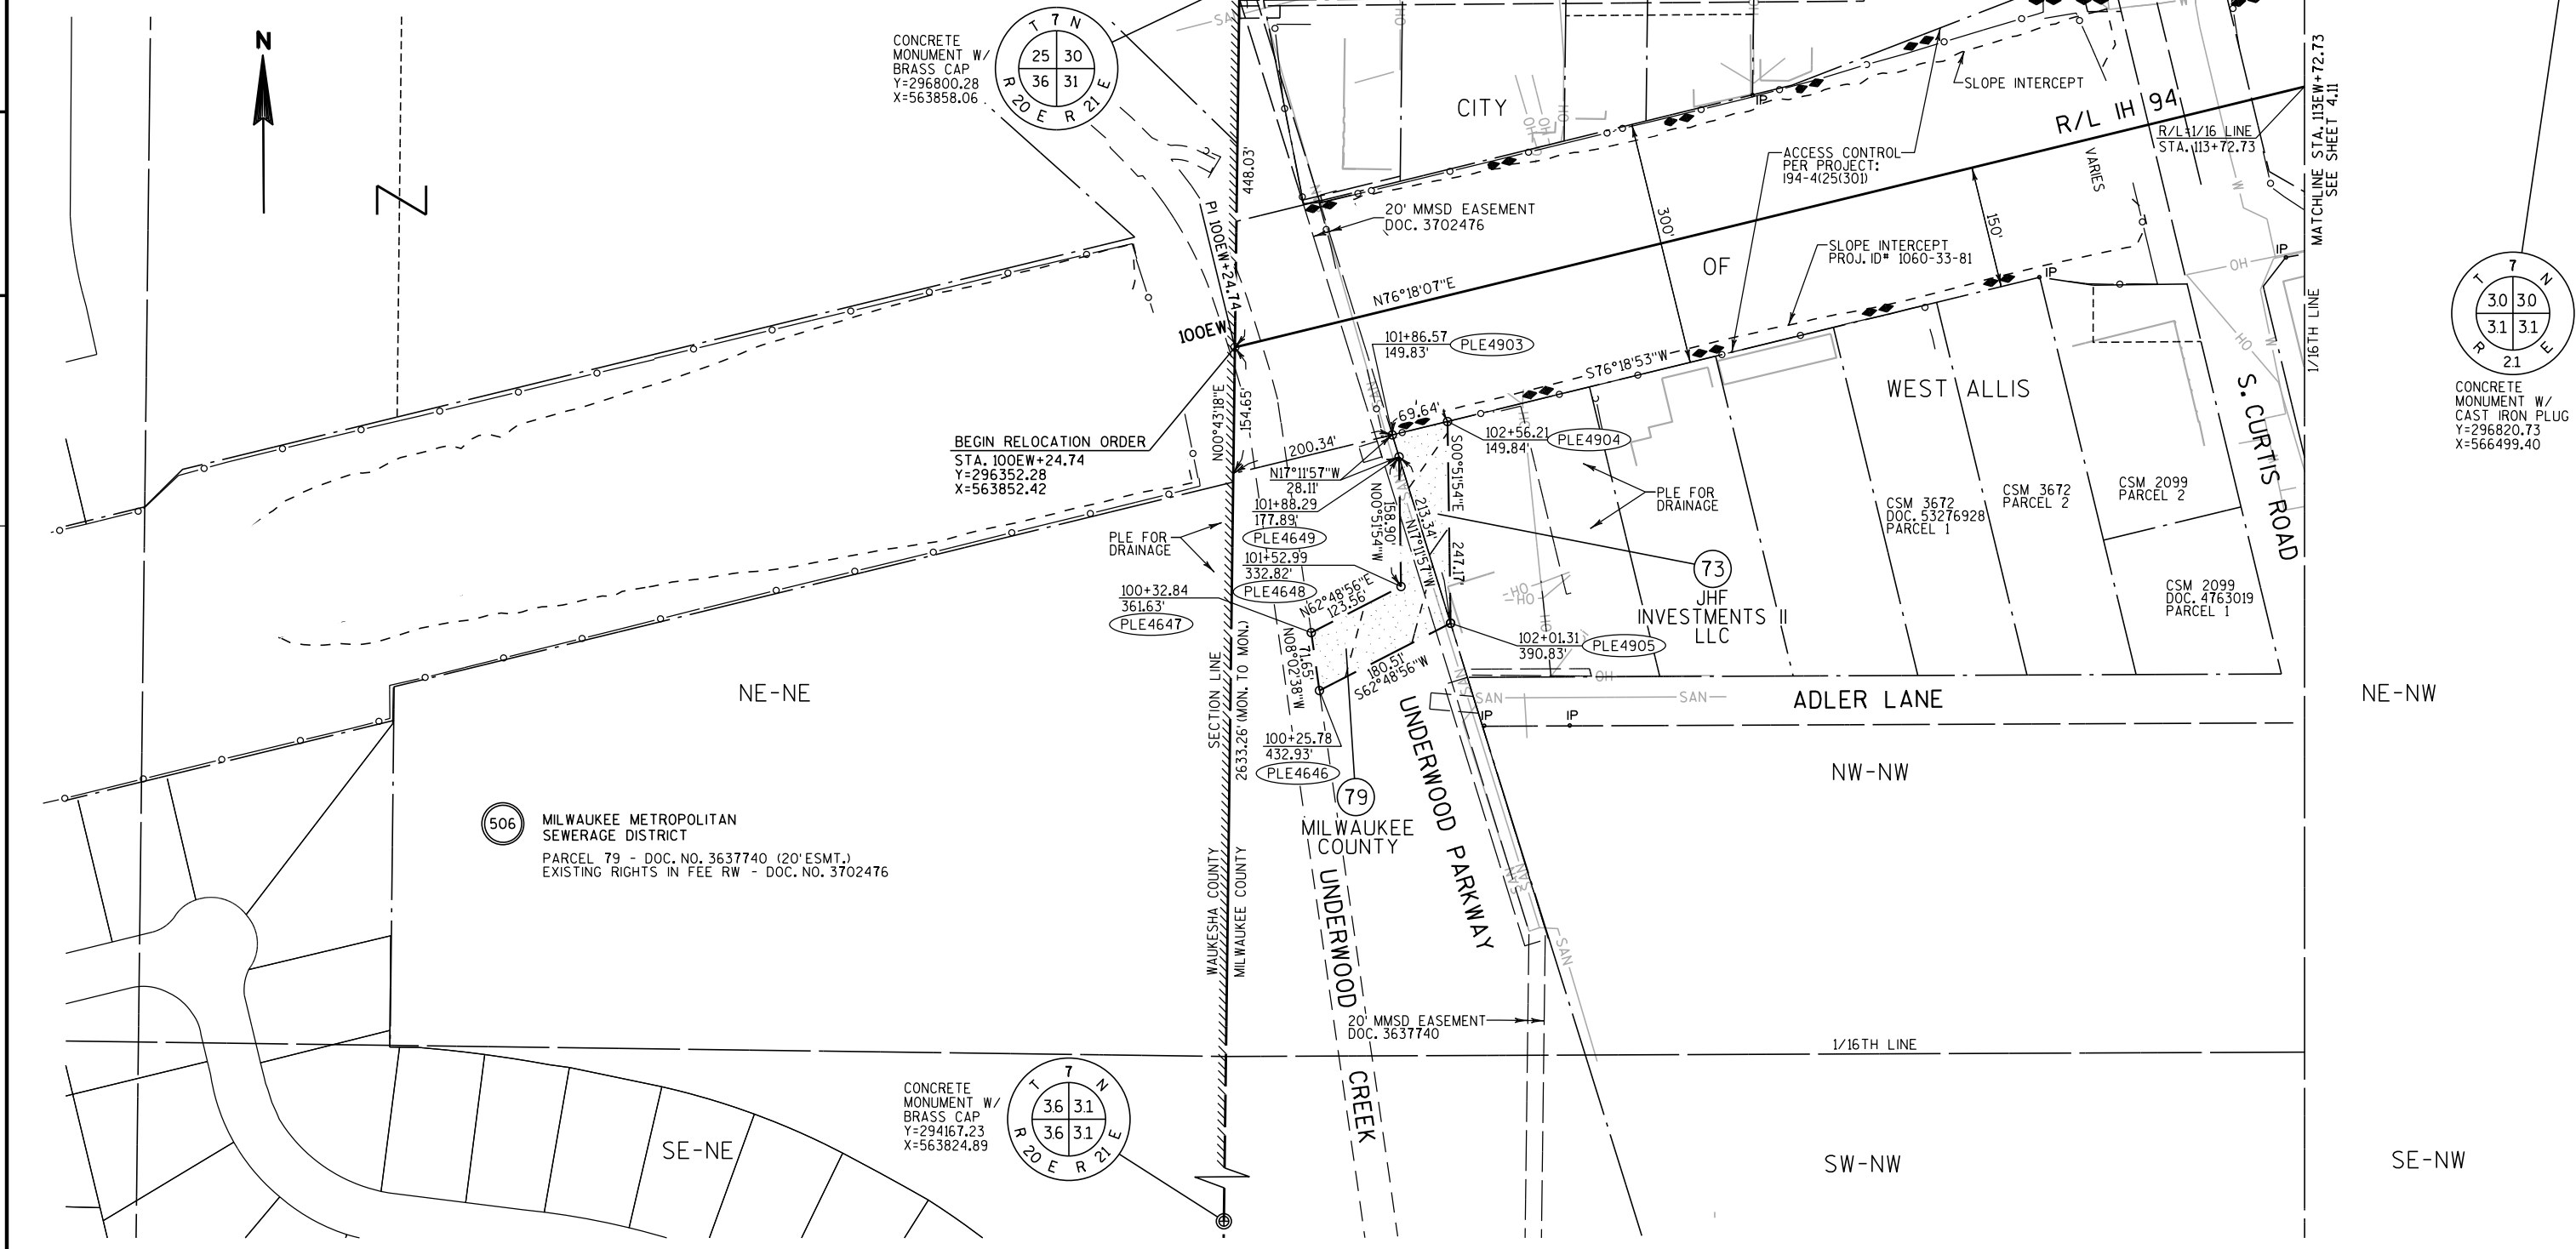 N
Z
CONCRETE
MONUMENT W/
BRASS CAP
Y=296800.28
X=563858.06
T 7 N
25 30
36 31
R 20 E R 21 E
448.03'
PI 100EW+24.74
100EW
SAN
CITY
OF
WEST ALLIS
IP
SLOPE INTERCEPT
R/L IH 94
R/L=1/16 LINE
STA. 113+72.73
VARIES
MATCHLINE STA. 113EW+72.73
SEE SHEET 4.11
ACCESS CONTROL
PER PROJECT:
I94-4(25)301)
20' MMSD EASEMENT
DOC. 3702476
300'
150'
SLOPE INTERCEPT
PROJ. ID# 1060-33-81
IP
OH
W
IP
HO
N76°18'07"E
101+86.57
149.83'
PLE4903
S76°18'53"W
69.64'
102+56.21
149.84'
PLE4904
BEGIN RELOCATION ORDER
STA. 100EW+24.74
Y=296352.28
X=563852.42
N00°43'18"E
154.65'
200.34'
N17°11'57"W
28.11'
101+88.29
177.89'
PLE4649
101+52.99
332.82'
PLE4648
100+32.84
361.63'
PLE4647
PLE FOR
DRAINAGE
N00°51'54"W
158.90'
213.34'
N17°11'57"W
S00°51'54"E
247.17'
N62°48'56"E
123.56'
N08°02'38"W
71.65'
180.51'
S62°48'56"W
102+01.31
390.83'
PLE4905
100+25.78
432.93'
PLE4646
PLE FOR
DRAINAGE
73
JHF
INVESTMENTS II
LLC
79
MILWAUKEE
COUNTY
CSM 3672
DOC. 53276928
PARCEL 1
CSM 3672
PARCEL 2
CSM 2099
PARCEL 2
CSM 2099
DOC. 4763019
PARCEL 1
S. CURTIS ROAD
1/16TH LINE
T 7 N
30 30
31 31
R 21 E
CONCRETE
MONUMENT W/
CAST IRON PLUG
Y=296820.73
X=566499.40
SECTION LINE
2633.26' (MON. TO MON.)
WAUKESHA COUNTY
MILWAUKEE COUNTY
NE-NE
NE-NW
NW-NW
ADLER LANE
OH
SAN
SAN
IP
IP
UNDERWOOD PARKWAY
UNDERWOOD CREEK
506
MILWAUKEE METROPOLITAN
SEWERAGE DISTRICT
PARCEL 79 - DOC. NO. 3637740 (20' ESMT.)
EXISTING RIGHTS IN FEE RW - DOC. NO. 3702476
SAN
20' MMSD EASEMENT
DOC. 3637740
1/16TH LINE
CONCRETE
MONUMENT W/
BRASS CAP
Y=294167.23
X=563824.89
T 7 N
36 31
36 31
R 20 E R 21 E
SE-NE
SW-NW
SE-NW